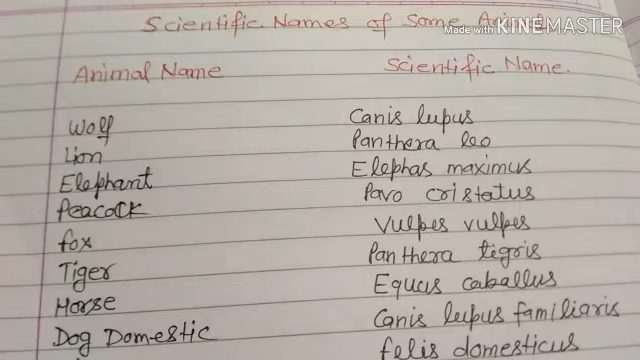 Scientific Names of Some
Made with KINEMASTER
Animal Name Scientific Name.
Wolf Canis lupus
Lion Panthera leo
Elephant Elephas maximus
Peacock Pavo cristatus
fox Vulpes vulpes
Tiger Panthera tigris
Horse Equus caballus
Dog Domestic Canis lupus familiaris
felis domesticus